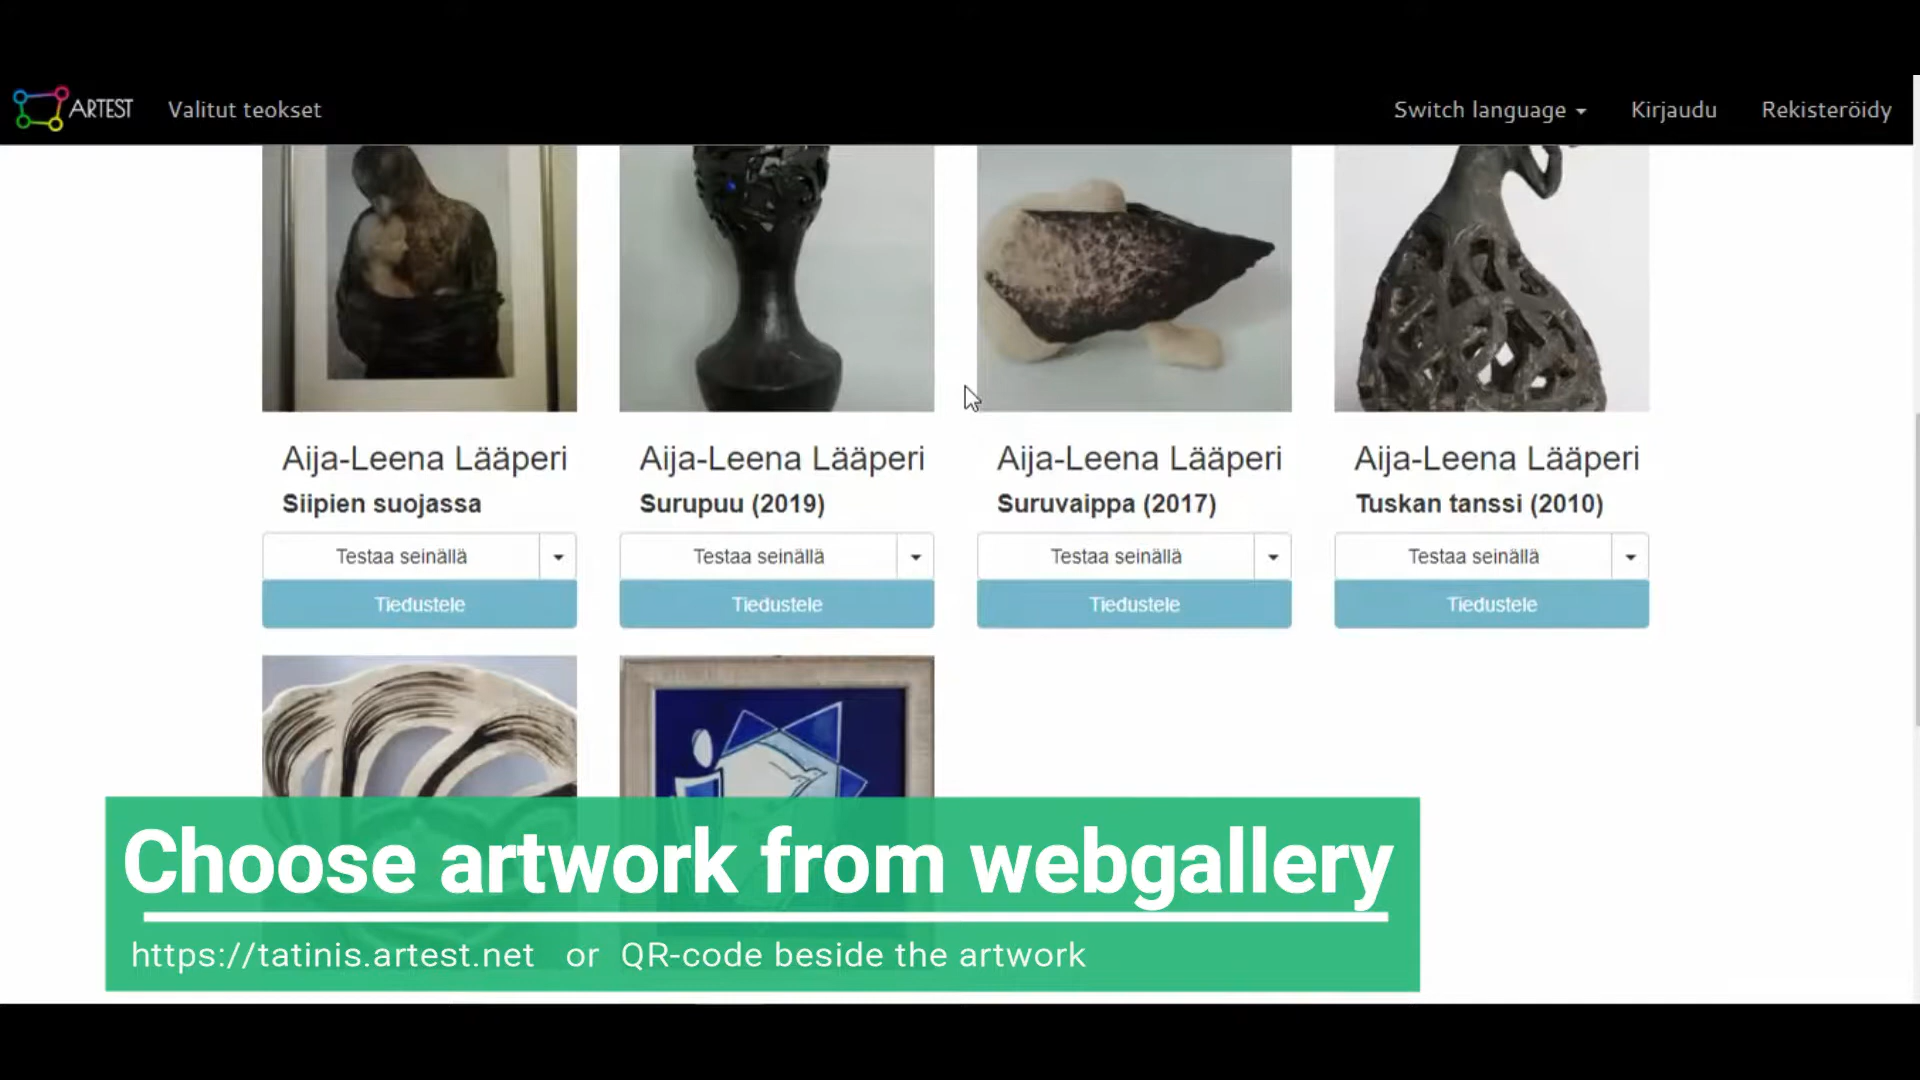 ARTEST Valitut teokset Switch language Kirjaudu Rekisteröidy
Aija-Leena Lääperi Aija-Leena Lääperi Aija-Leena Lääperi Aija-Leena Lääperi
Siipien suojassa Surupuu (2019) Suruvaippa (2017) Tuskan tanssi (2010)
Testaa seinällä Testaa seinällä Testaa seinällä Testaa seinällä
Tiedustele Tiedustele Tiedustele Tiedustele
Choose artwork from webgallery
https://tatinis.artest.net or QR-code beside the artwork